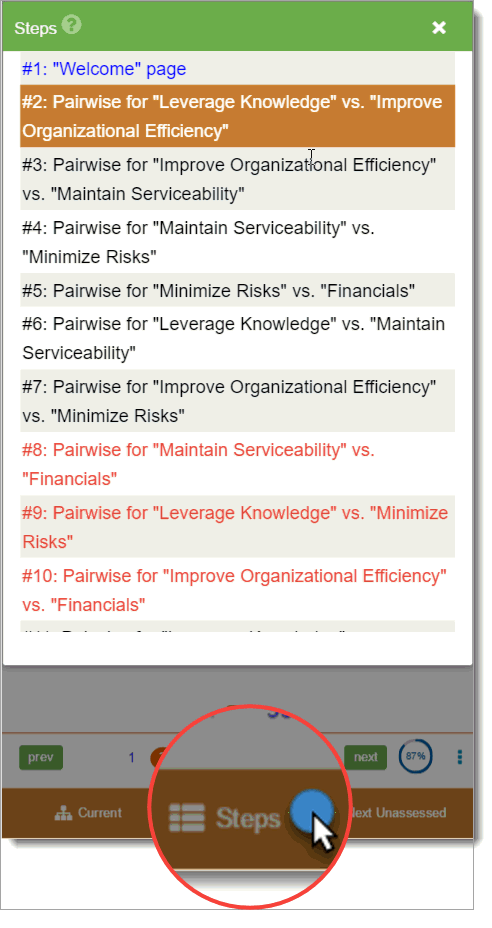 Steps ?
#1: "Welcome" page
#2: Pairwise for "Leverage Knowledge" vs. "Improve
Organizational Efficiency"
#3: Pairwise for "Improve Organizational Efficiency"
vs. "Maintain Serviceability"
#4: Pairwise for "Maintain Serviceability" vs.
"Minimize Risks"
#5: Pairwise for "Minimize Risks" vs. "Financials"
#6: Pairwise for "Leverage Knowledge" vs. "Maintain
Serviceability"
#7: Pairwise for "Improve Organizational Efficiency"
vs. "Minimize Risks"
#8: Pairwise for "Maintain Serviceability" vs.
"Financials"
#9: Pairwise for "Leverage Knowledge" vs. "Minimize
Risks"
#10: Pairwise for "Improve Organizational Efficiency"
vs. "Financials"
prev 1 next 87%
Current Steps Next Unassessed